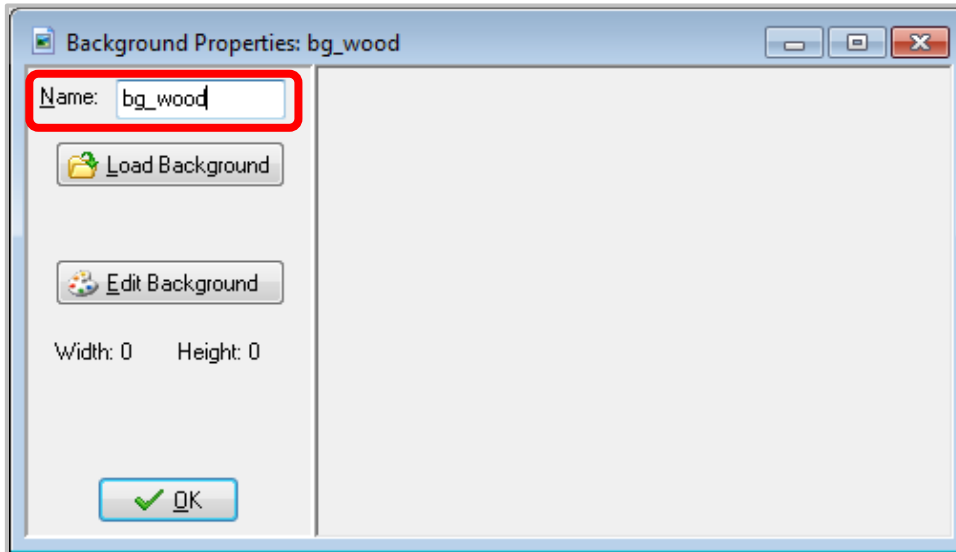 Background Properties: bg_wood
Name: bg_wood
Load Background
Edit Background
Width: 0 Height: 0
OK